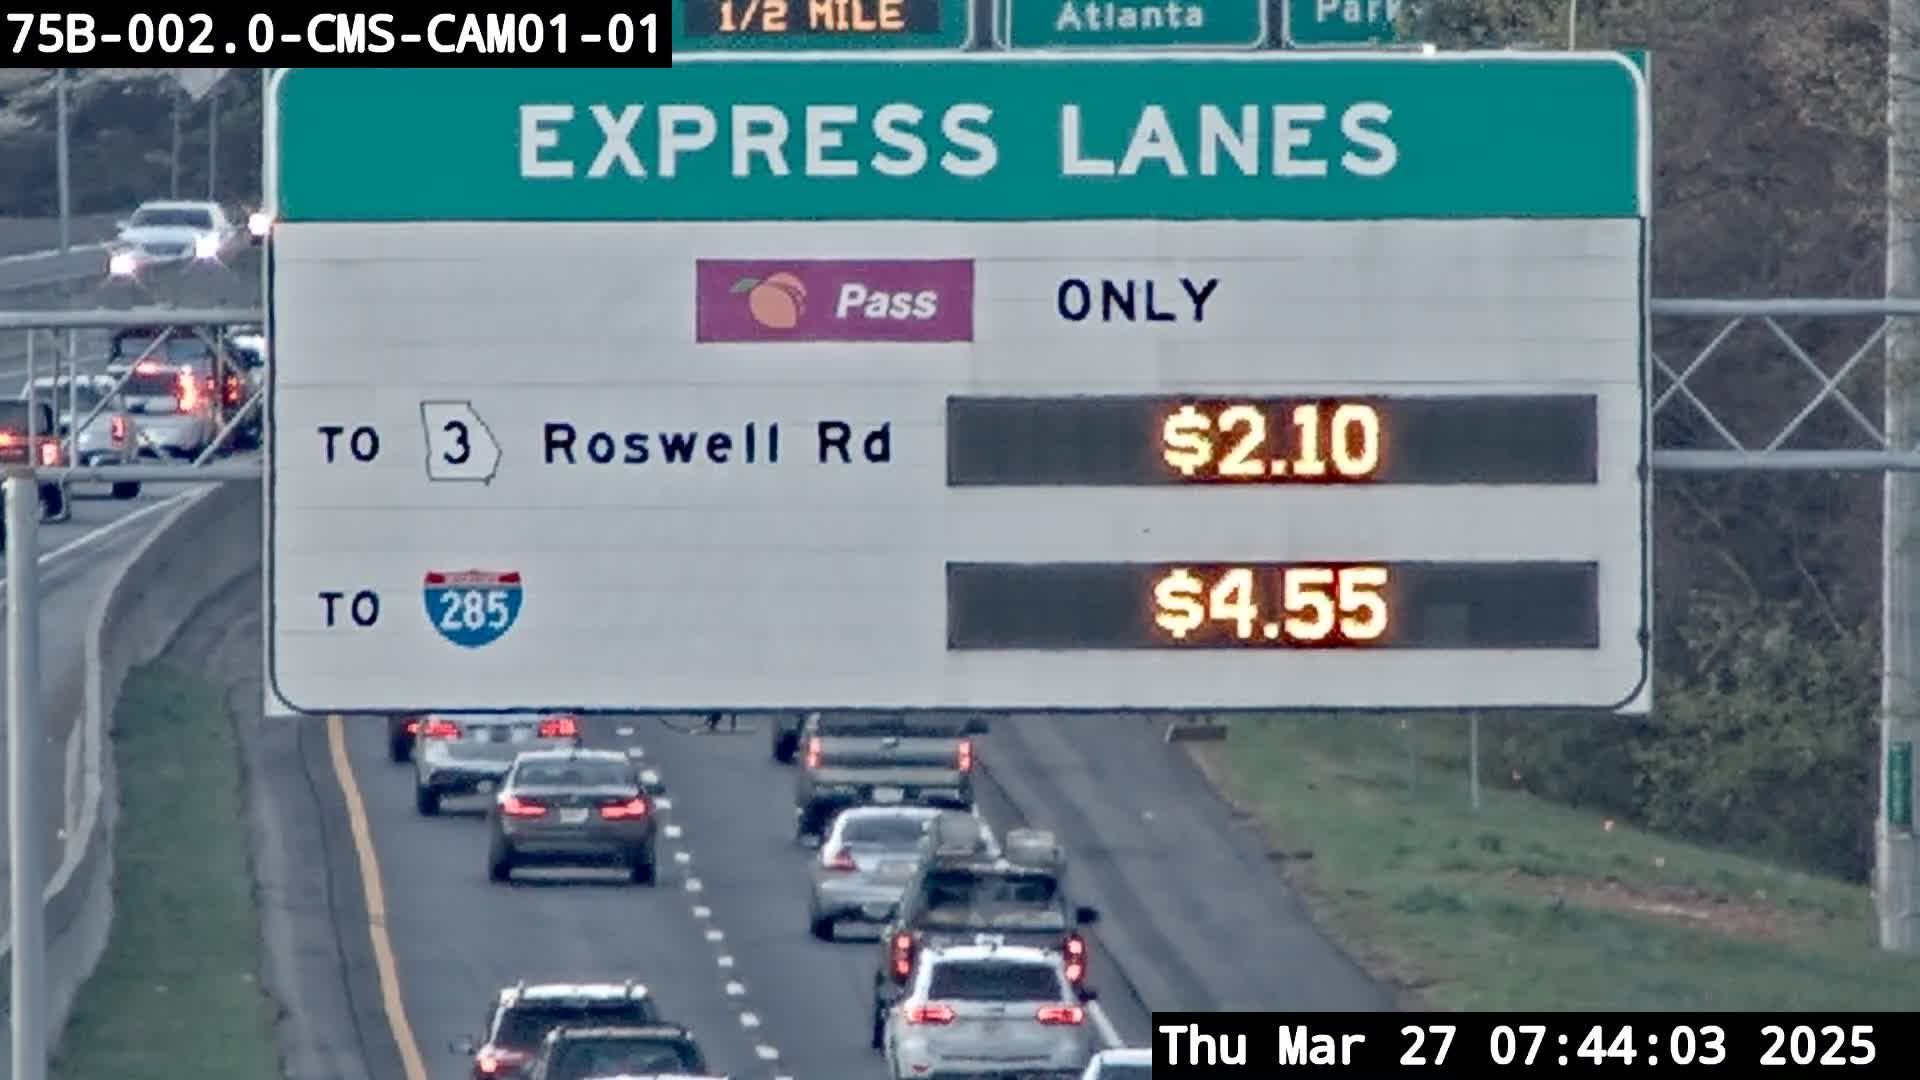 75B-002.0-CMS-CAM01-01
1/2 MILE
Atlanta
Park
EXPRESS LANES
Pass ONLY
TO 3 Roswell Rd $2.10
TO 285 $4.55
Thu Mar 27 07:44:03 2025